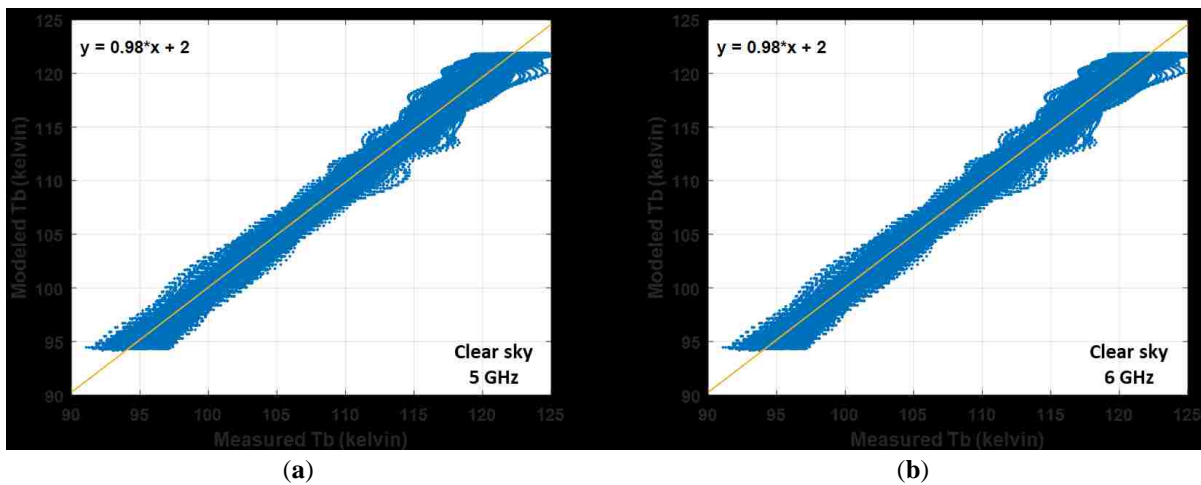 125
120
115
110
105
100
95
90
Modeled Tb (kelvin)
y = 0.98*x + 2
Clear sky
5 GHz
90 95 100 105 110 115 120 125
Measured Tb (kelvin)
(a)
125
120
115
110
105
100
95
90
Modeled Tb (kelvin)
y = 0.98*x + 2
Clear sky
6 GHz
90 95 100 105 110 115 120 125
Measured Tb (kelvin)
(b)